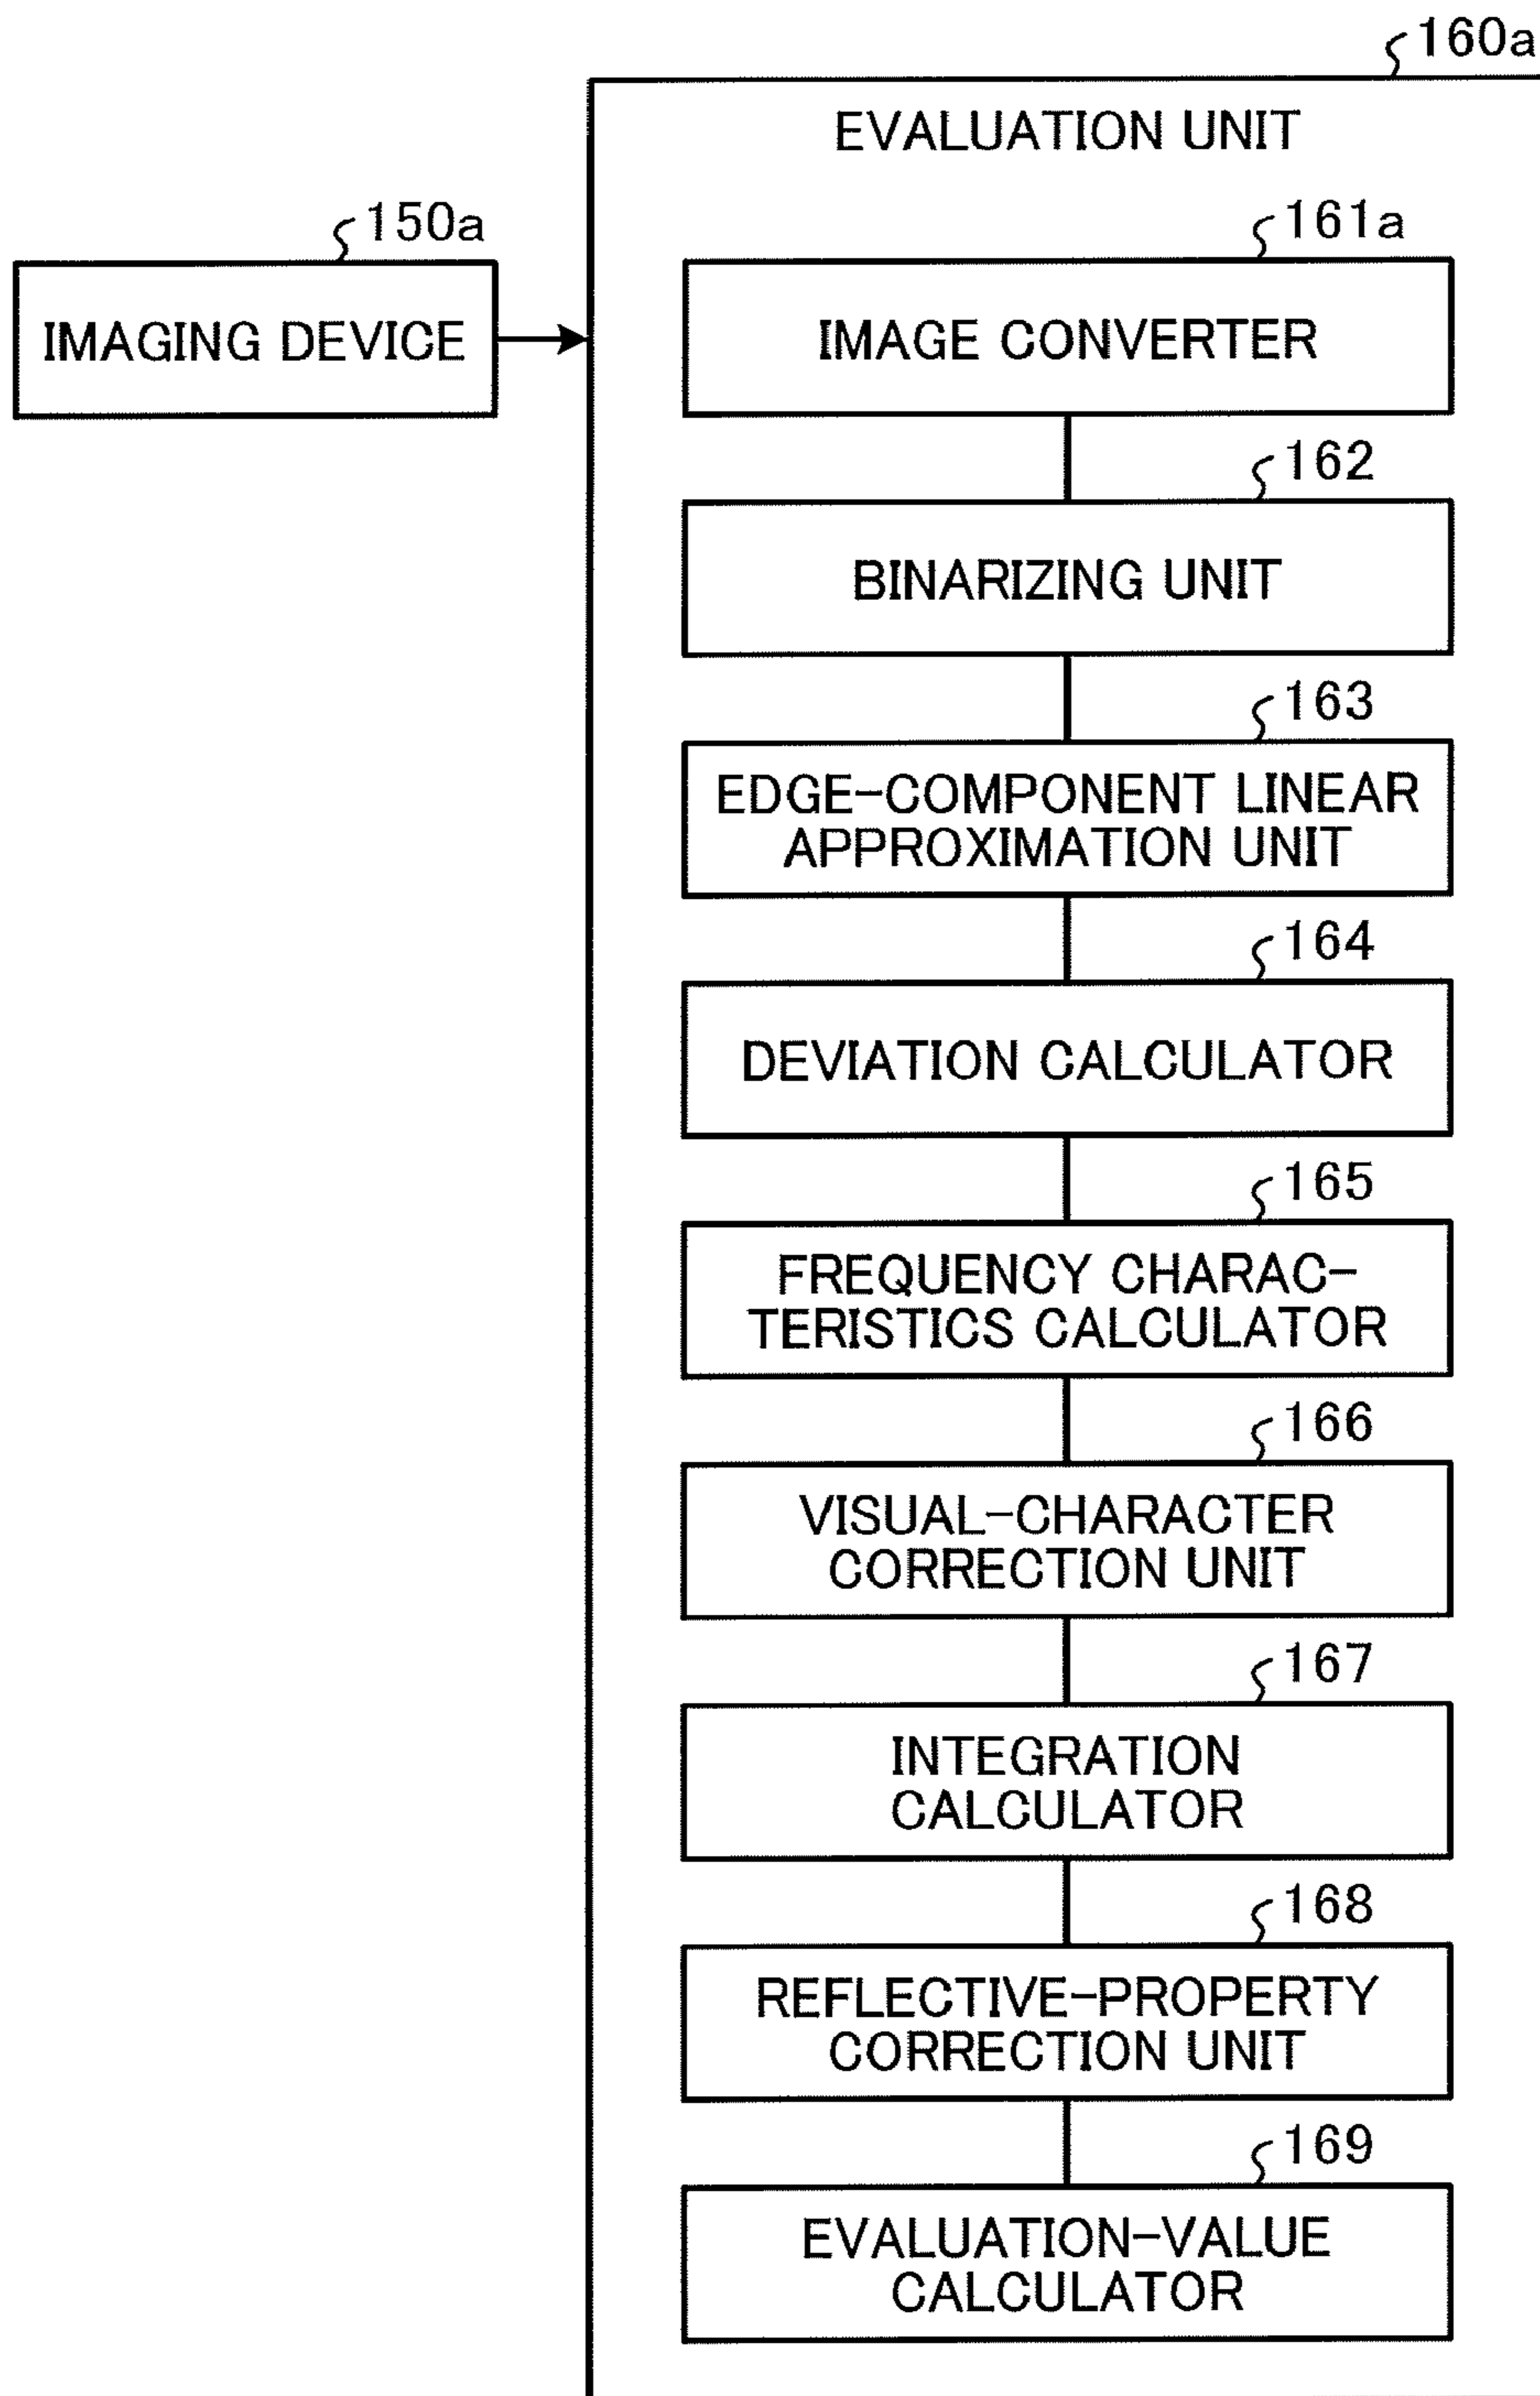 160a
EVALUATION UNIT
150a
IMAGING DEVICE
161a
IMAGE CONVERTER
162
BINARIZING UNIT
163
EDGE-COMPONENT LINEAR
APPROXIMATION UNIT
164
DEVIATION CALCULATOR
165
FREQUENCY CHARAC-
TERISTICS CALCULATOR
166
VISUAL-CHARACTER
CORRECTION UNIT
167
INTEGRATION
CALCULATOR
168
REFLECTIVE-PROPERTY
CORRECTION UNIT
169
EVALUATION-VALUE
CALCULATOR